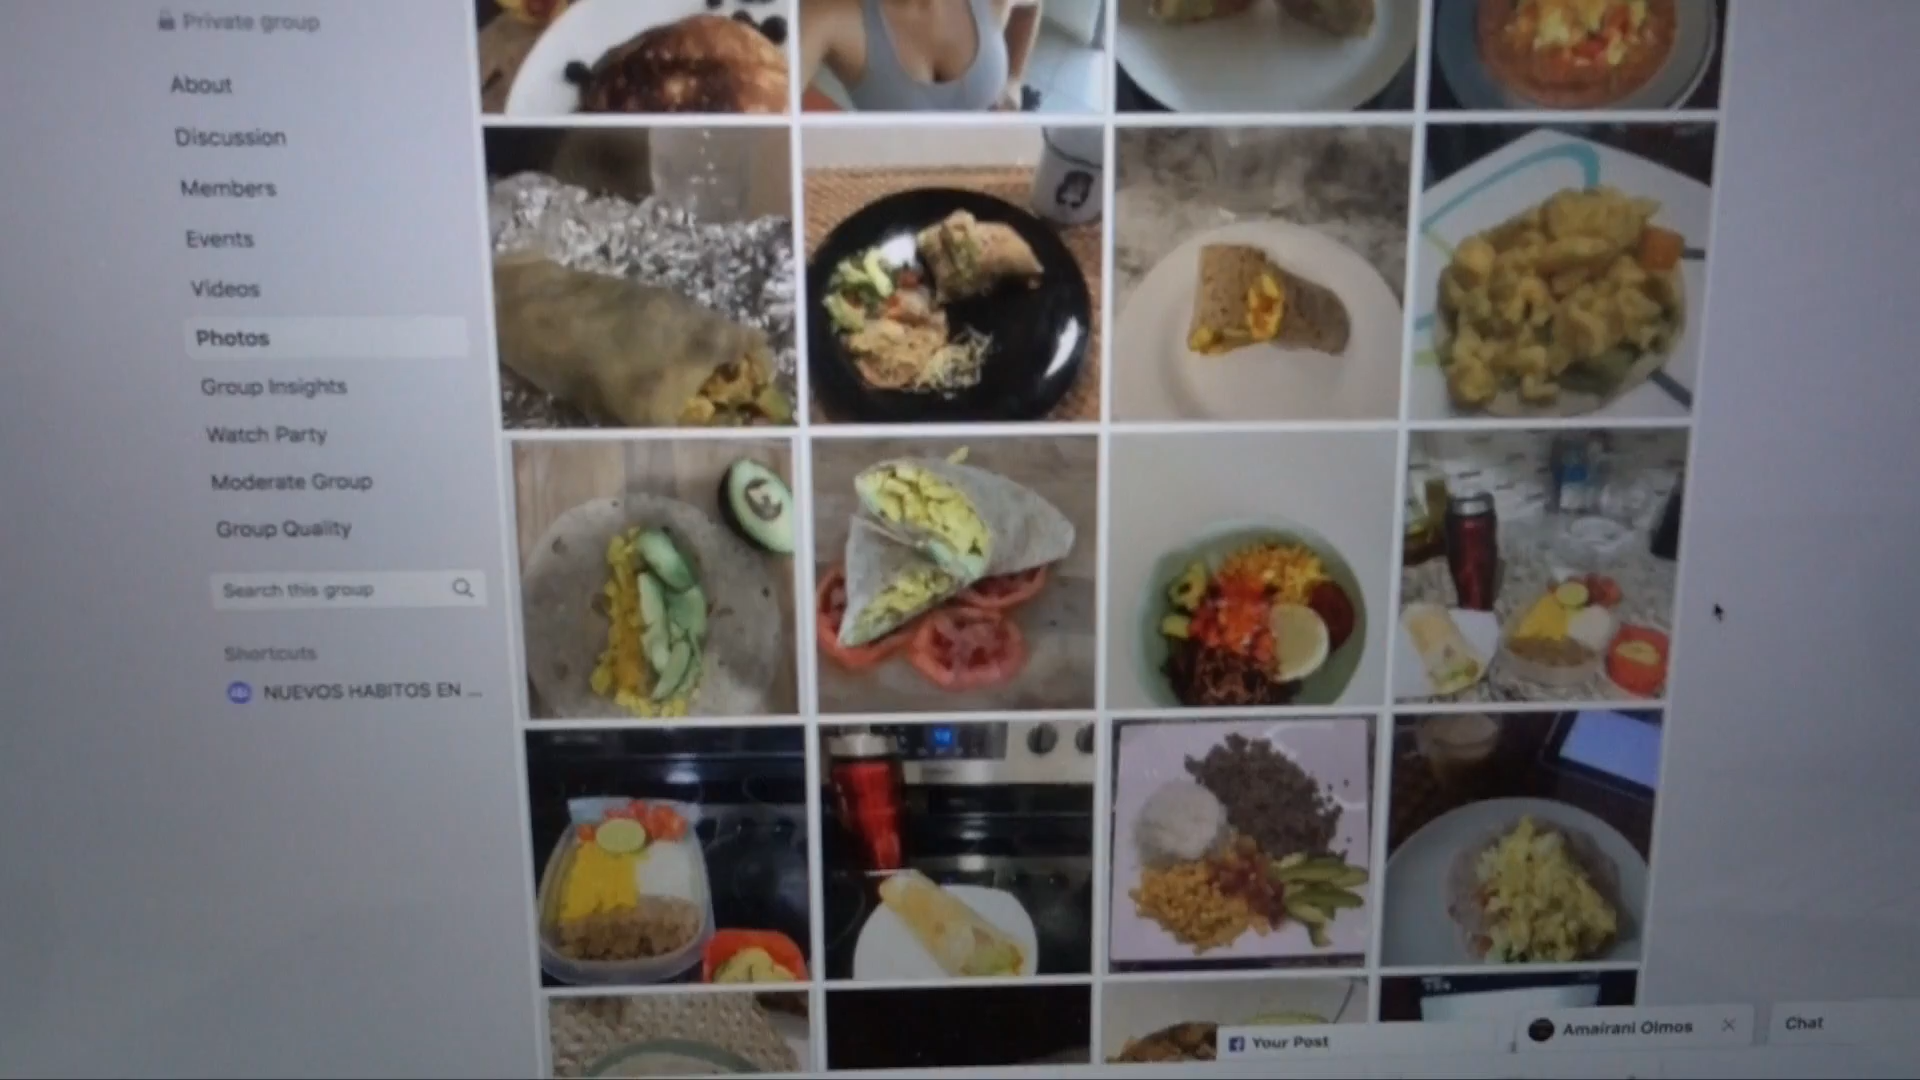 Private group
About
Discussion
Members
Events
Videos
Photos
Group Insights
Watch Party
Moderate Group
Group Quality
Search this group
Shortcuts
NUEVOS HABITOS EN ...
Your Post
Amairani Olmos
Chat